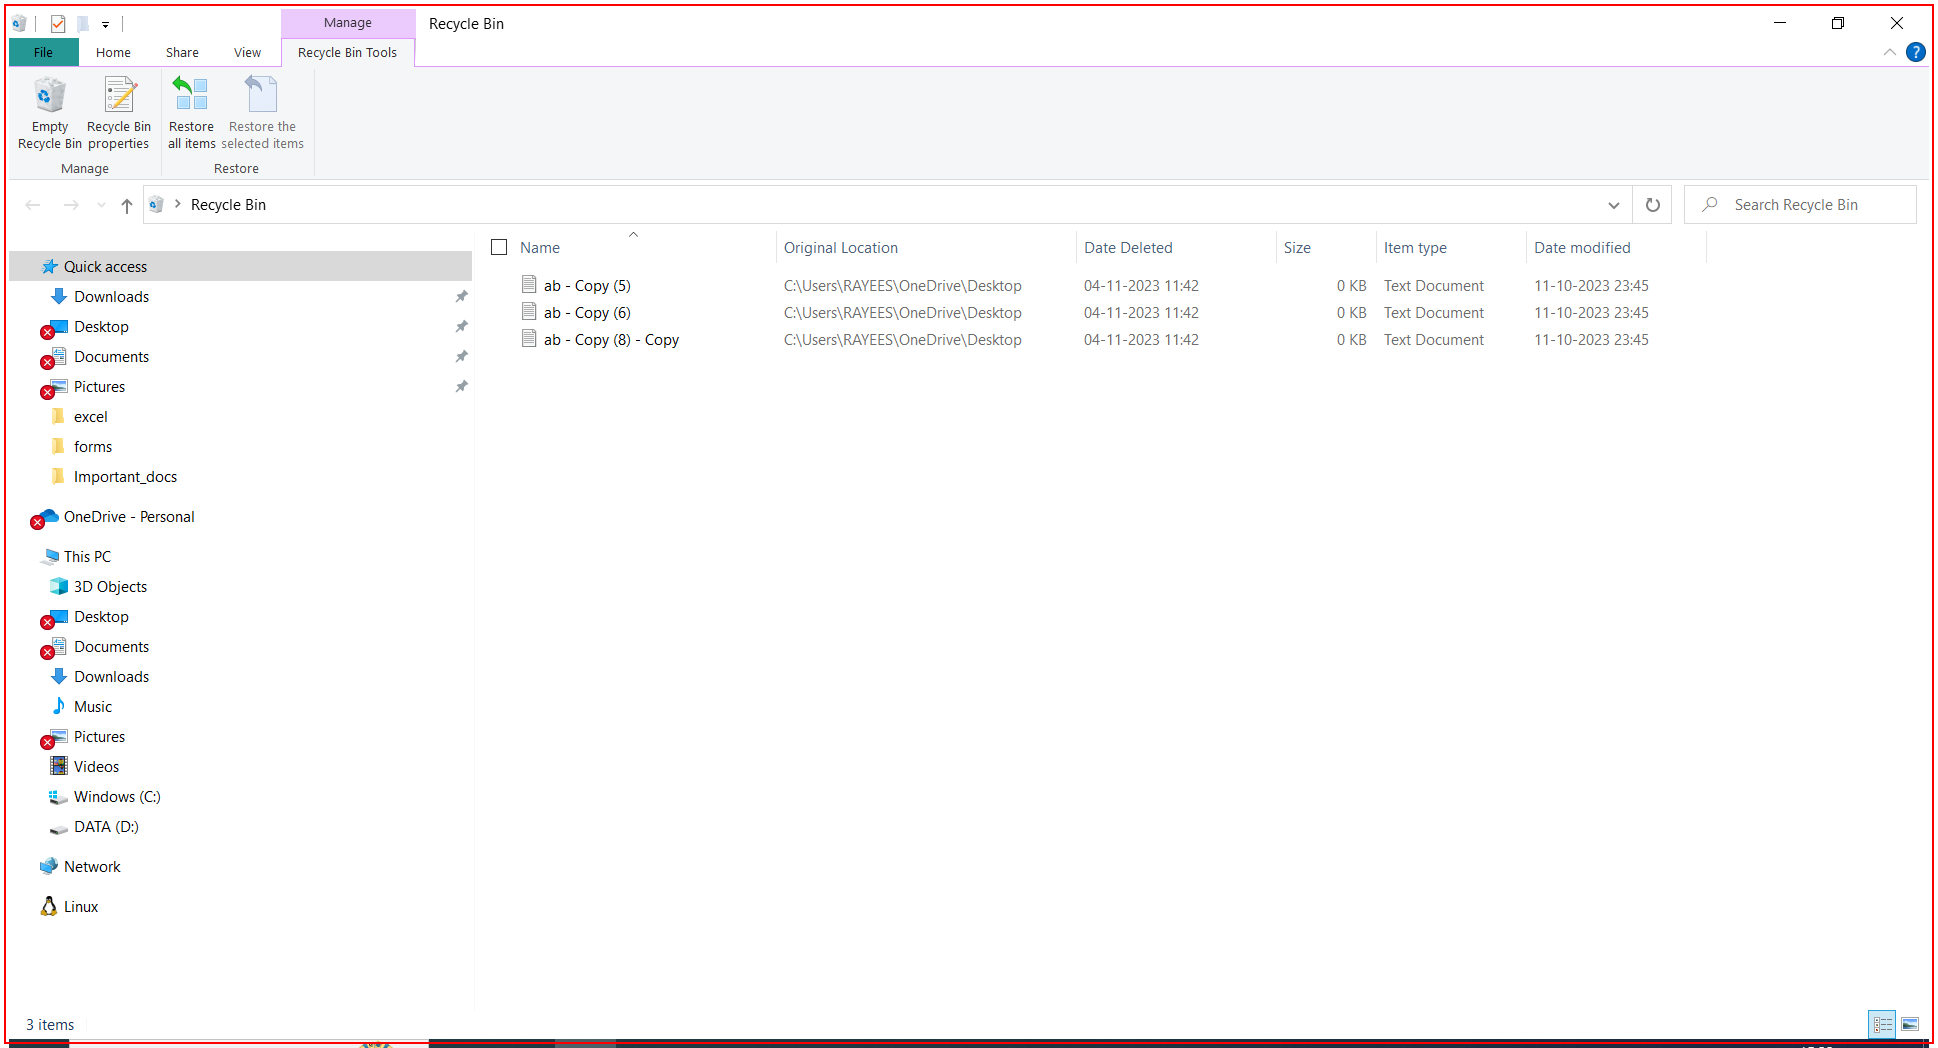 Manage
Recycle Bin
File
Home
Share
View
Recycle Bin Tools
?
Empty
Recycle Bin
Recycle Bin
properties
Restore
all items
Restore the
selected items
Manage
Restore
Recycle Bin
Search Recycle Bin
Name
Original Location
Date Deleted
Size
Item type
Date modified
ab - Copy (5) C:\Users\RAYEES\OneDrive\Desktop 04-11-2023 11:42 0 KB Text Document 11-10-2023 23:45
ab - Copy (6) C:\Users\RAYEES\OneDrive\Desktop 04-11-2023 11:42 0 KB Text Document 11-10-2023 23:45
ab - Copy (8) - Copy C:\Users\RAYEES\OneDrive\Desktop 04-11-2023 11:42 0 KB Text Document 11-10-2023 23:45
Quick access
Downloads
Desktop
Documents
Pictures
excel
forms
Important_docs
OneDrive - Personal
This PC
3D Objects
Desktop
Documents
Downloads
Music
Pictures
Videos
Windows (C:)
DATA (D:)
Network
Linux
3 items